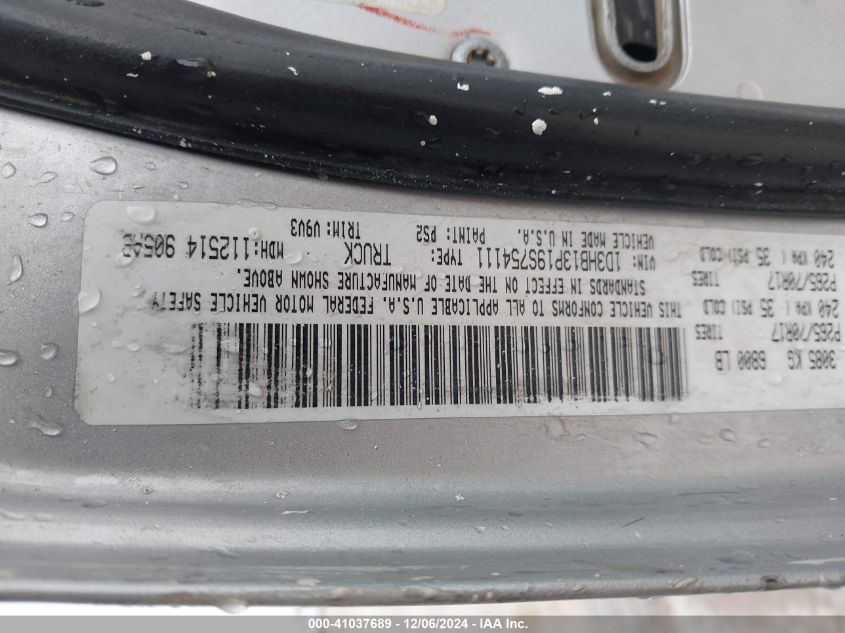 3085 KG 6800 LB
P265/70R17 TIRES
240 KPA ( 35 PSI) COLD
P265/70R17 TIRES
240 KPA ( 35 PSI) COLD
THIS VEHICLE CONFORMS TO ALL APPLICABLE U.S.A. FEDERAL MOTOR VEHICLE SAFETY
STANDARDS IN EFFECT ON THE DATE OF MANUFACTURE SHOWN ABOVE.
VIN: 1D3HB13P19S754111 TYPE: TRUCK MDH:112514
VEHICLE MADE IN U.S.A. PAINT: PS2 TRIM: V9V3
000-41037689 - 12/06/2024 - IAA Inc.